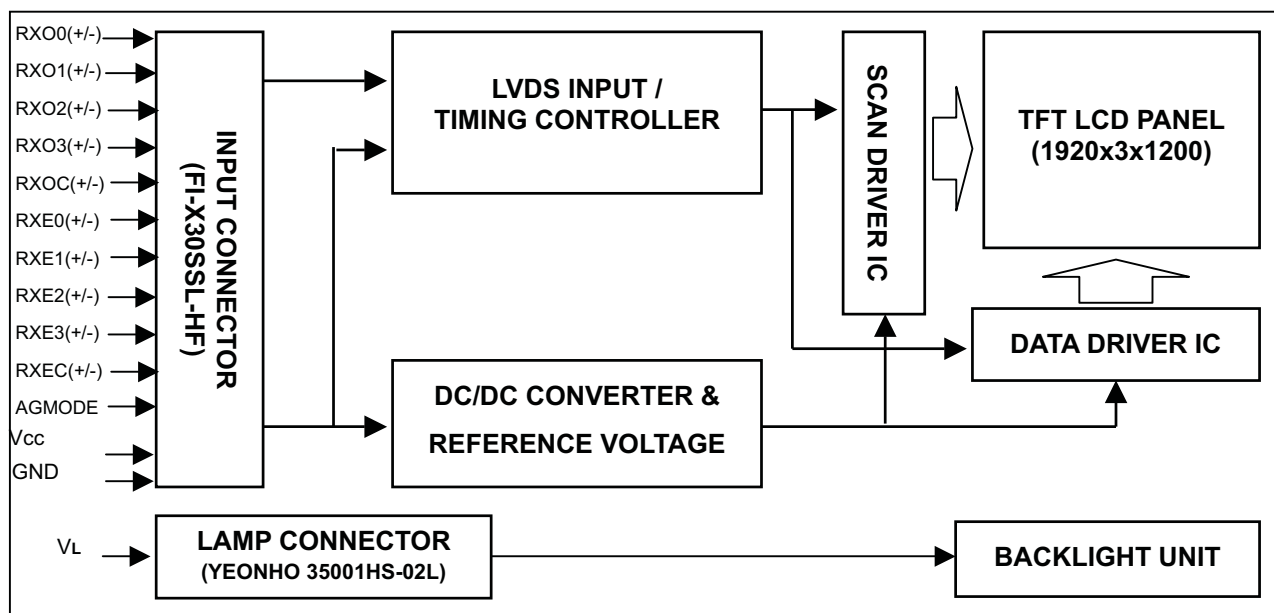 RXO0(+/-)
RXO1(+/-)
RXO2(+/-)
RXO3(+/-)
RXOC(+/-)
RXE0(+/-)
RXE1(+/-)
RXE2(+/-)
RXE3(+/-)
RXEC(+/-)
AGMODE
Vcc
GND
INPUT CONNECTOR
(FI-X30SSL-HF)
LVDS INPUT /
TIMING CONTROLLER
SCAN DRIVER IC
TFT LCD PANEL
(1920x3x1200)
DATA DRIVER IC
DC/DC CONVERTER &
REFERENCE VOLTAGE
VL
LAMP CONNECTOR
(YEONHO 35001HS-02L)
BACKLIGHT UNIT